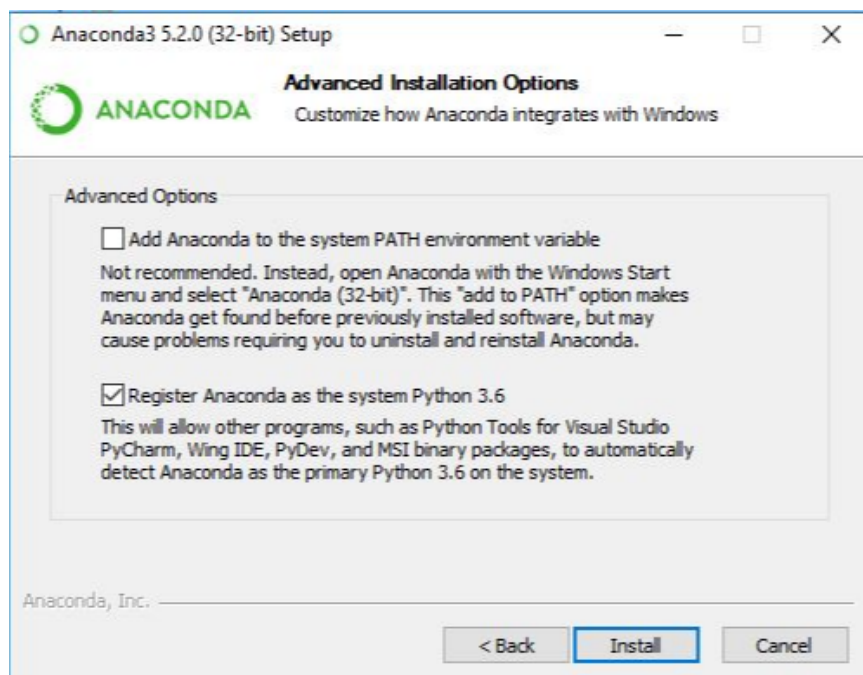 Anaconda3 5.2.0 (32-bit) Setup
ANACONDA
Advanced Installation Options
Customize how Anaconda integrates with Windows
Advanced Options
Add Anaconda to the system PATH environment variable
Not recommended. Instead, open Anaconda with the Windows Start
menu and select "Anaconda (32-bit)". This "add to PATH" option makes
Anaconda get found before previously installed software, but may
cause problems requiring you to uninstall and reinstall Anaconda.
Register Anaconda as the system Python 3.6
This will allow other programs, such as Python Tools for Visual Studio
PyCharm, Wing IDE, PyDev, and MSI binary packages, to automatically
detect Anaconda as the primary Python 3.6 on the system.
Anaconda, Inc.
< Back
Install
Cancel